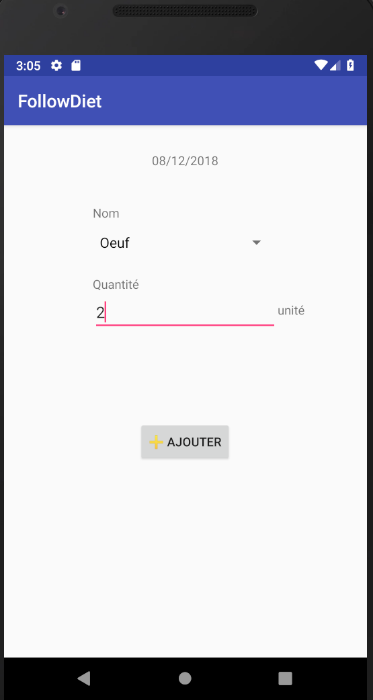 3:05
FollowDiet
08/12/2018
Nom
Oeuf
Quantité
2 unité
AJOUTER